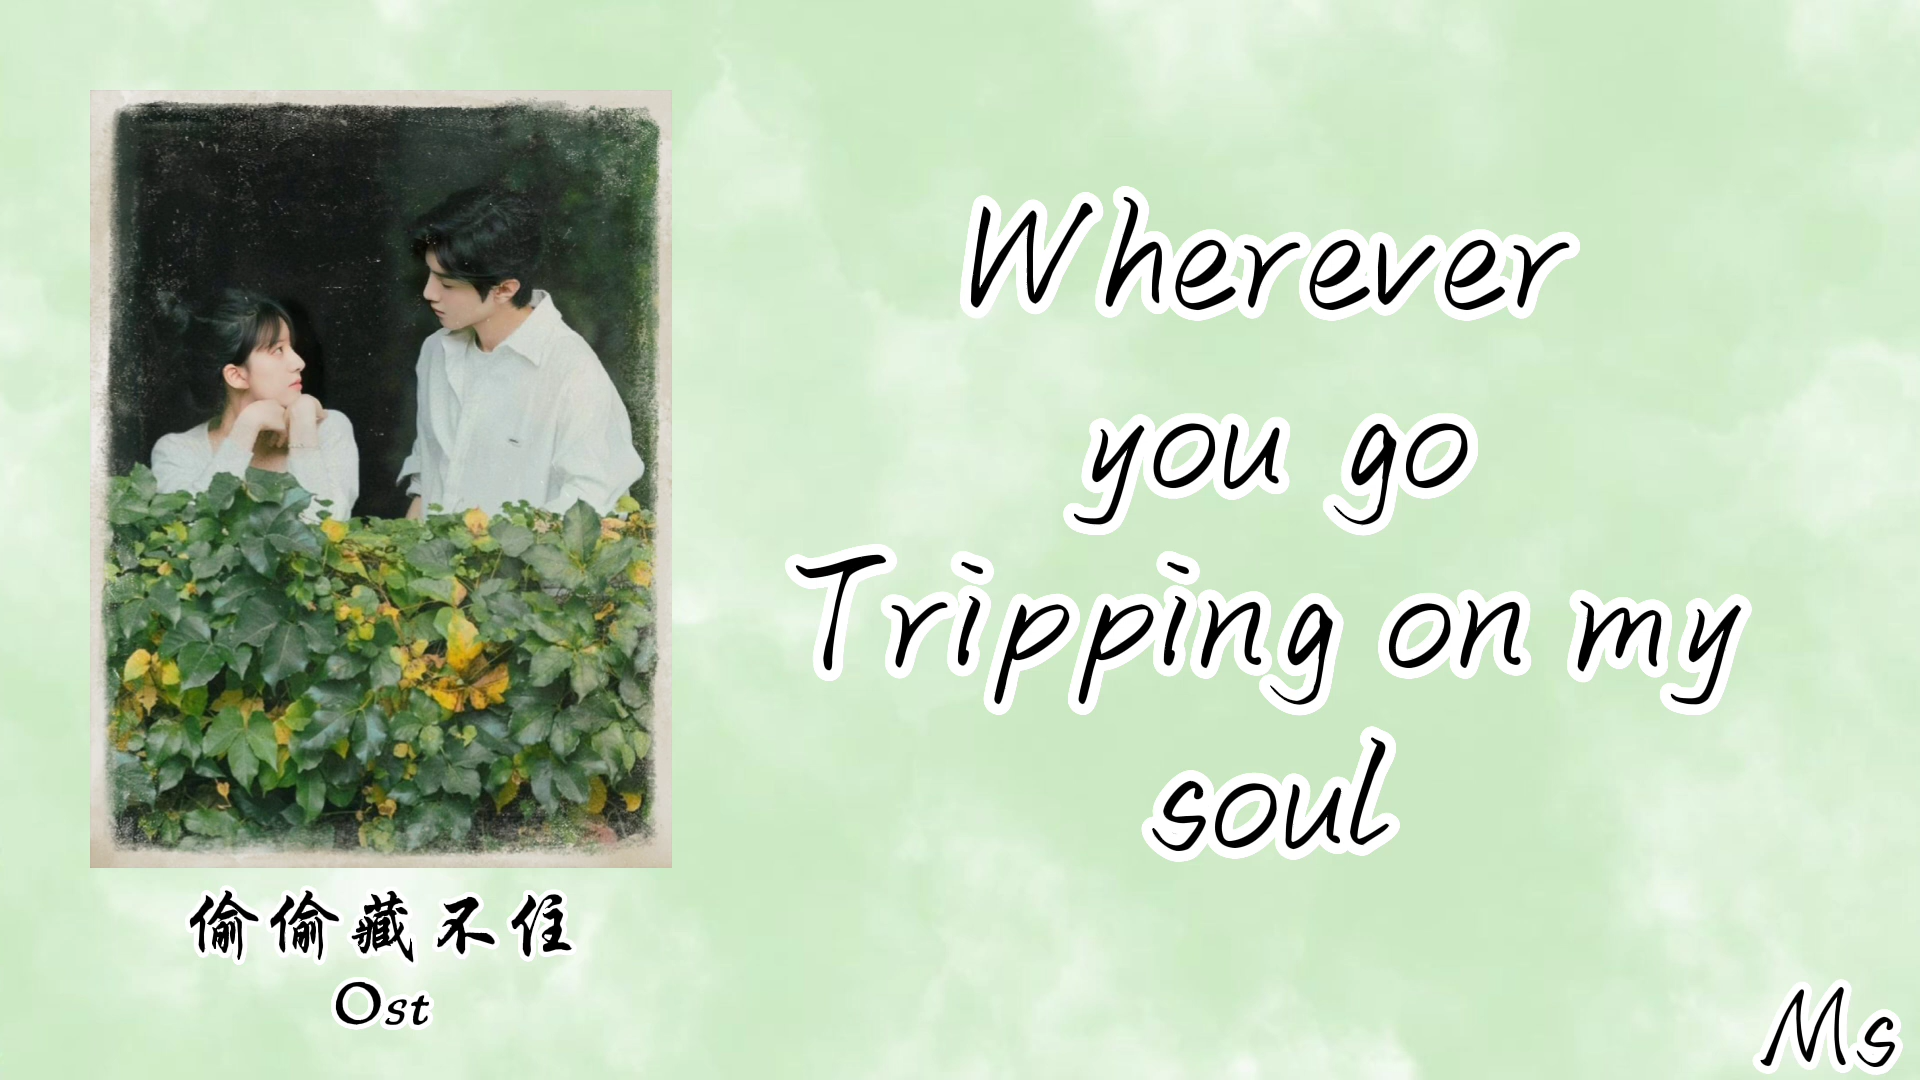 Wherever
you go
Tripping on my
soul
偷偷藏不住
Ost
Ms